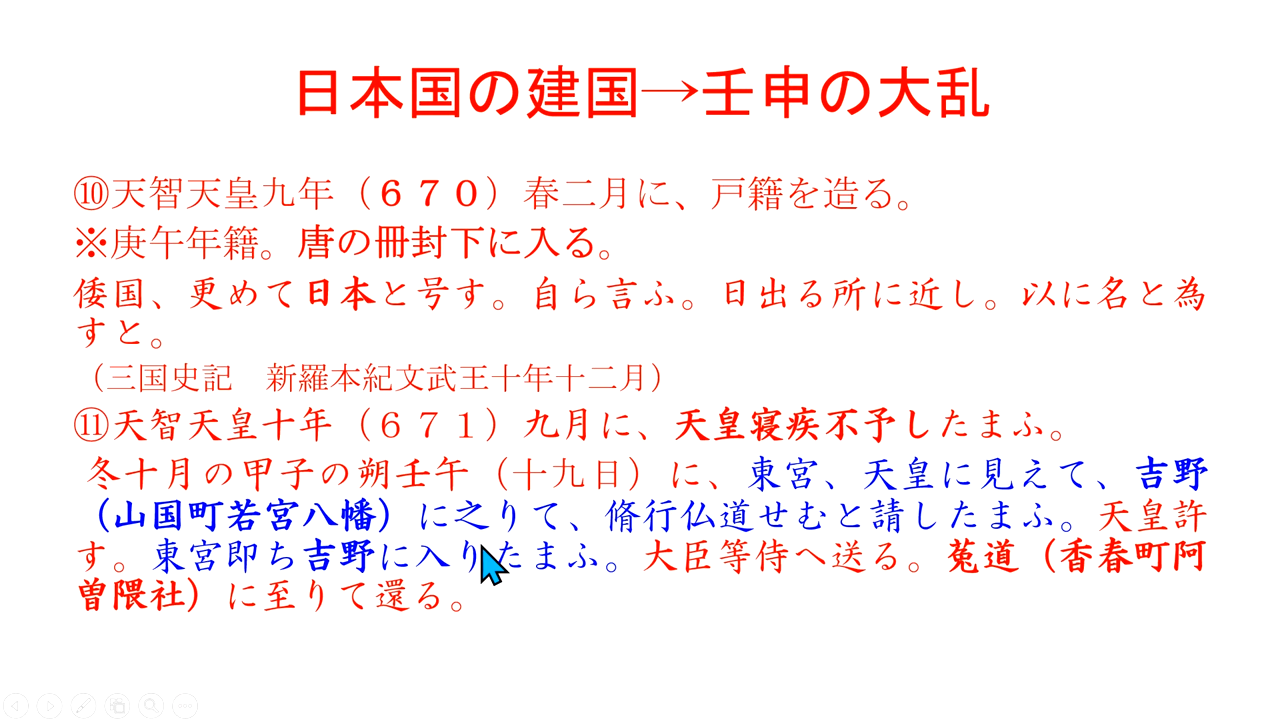 日本国の建国→壬申の大乱
⑩天智天皇九年（６７０）春二月に、戸籍を造る。
※庚午年籍。唐の冊封下に入る。
倭国、更めて日本と号す。自ら言ふ。日出る所に近し。以に名と為
すと。
（三国史記　新羅本紀文武王十年十二月）
⑪天智天皇十年（６７１）九月に、天皇寝疾不予したまふ。
冬十月の甲子の朔壬午（十九日）に、東宮、天皇に見えて、吉野
（山国町若宮八幡）に之りて、脩行仏道せむと請したまふ。天皇許
す。東宮即ち吉野に入りたまふ。大臣等侍へ送る。菟道（香春町阿
曽隈社）に至りて還る。